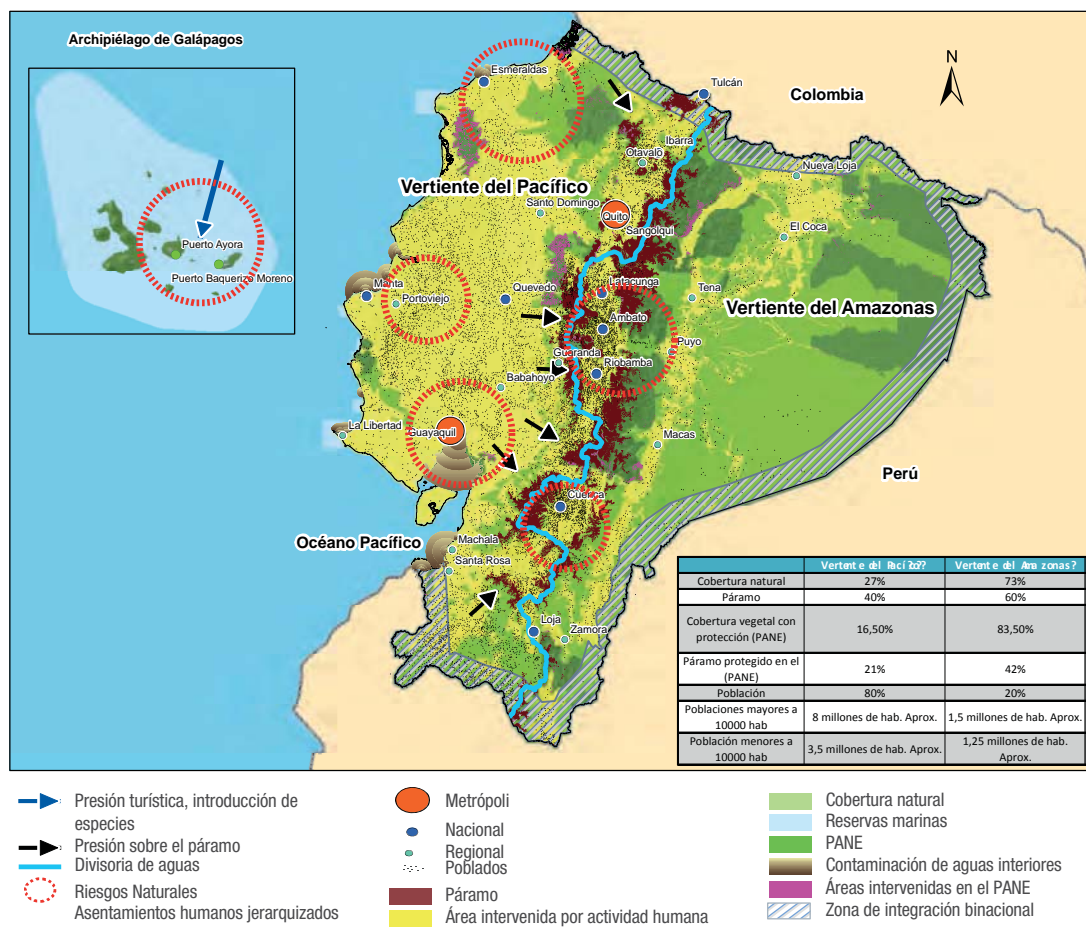 Archipiélago de Galápagos
Puerto Ayora
Puerto Baquerizo Moreno
N
Colombia
Perú
Océano Pacífico
Vertiente del Pacífico
Vertiente del Amazonas
Esmeraldas
Tulcán
Ibarra
Otavalo
Nueva Loja
Santo Domingo
Quito
Sangolquí
El Coca
Manta
Portoviejo
Quevedo
Latacunga
Tena
Ambato
Guaranda
Puyo
Riobamba
Babahoyo
La Libertad
Guayaquil
Macas
Cuenca
Machala
Santa Rosa
Loja
Zamora
Cobertura natural 27% 73%
Páramo 40% 60%
Cobertura vegetal con
protección (PANE) 16,50% 83,50%
Páramo protegido en el
(PANE) 21% 42%
Población 80% 20%
Poblaciones mayores a
10000 hab 8 millones de hab. Aprox. 1,5 millones de hab. Aprox.
Población menores a
10000 hab 3,5 millones de hab. Aprox. 1,25 millones de hab.
Aprox.
Presión turística, introducción de
especies
Presión sobre el páramo
Divisoria de aguas
Riesgos Naturales
Asentamientos humanos jerarquizados
Metrópoli
Nacional
Regional
Poblados
Páramo
Área intervenida por actividad humana
Cobertura natural
Reservas marinas
PANE
Contaminación de aguas interiores
Áreas intervenidas en el PANE
Zona de integración binacional